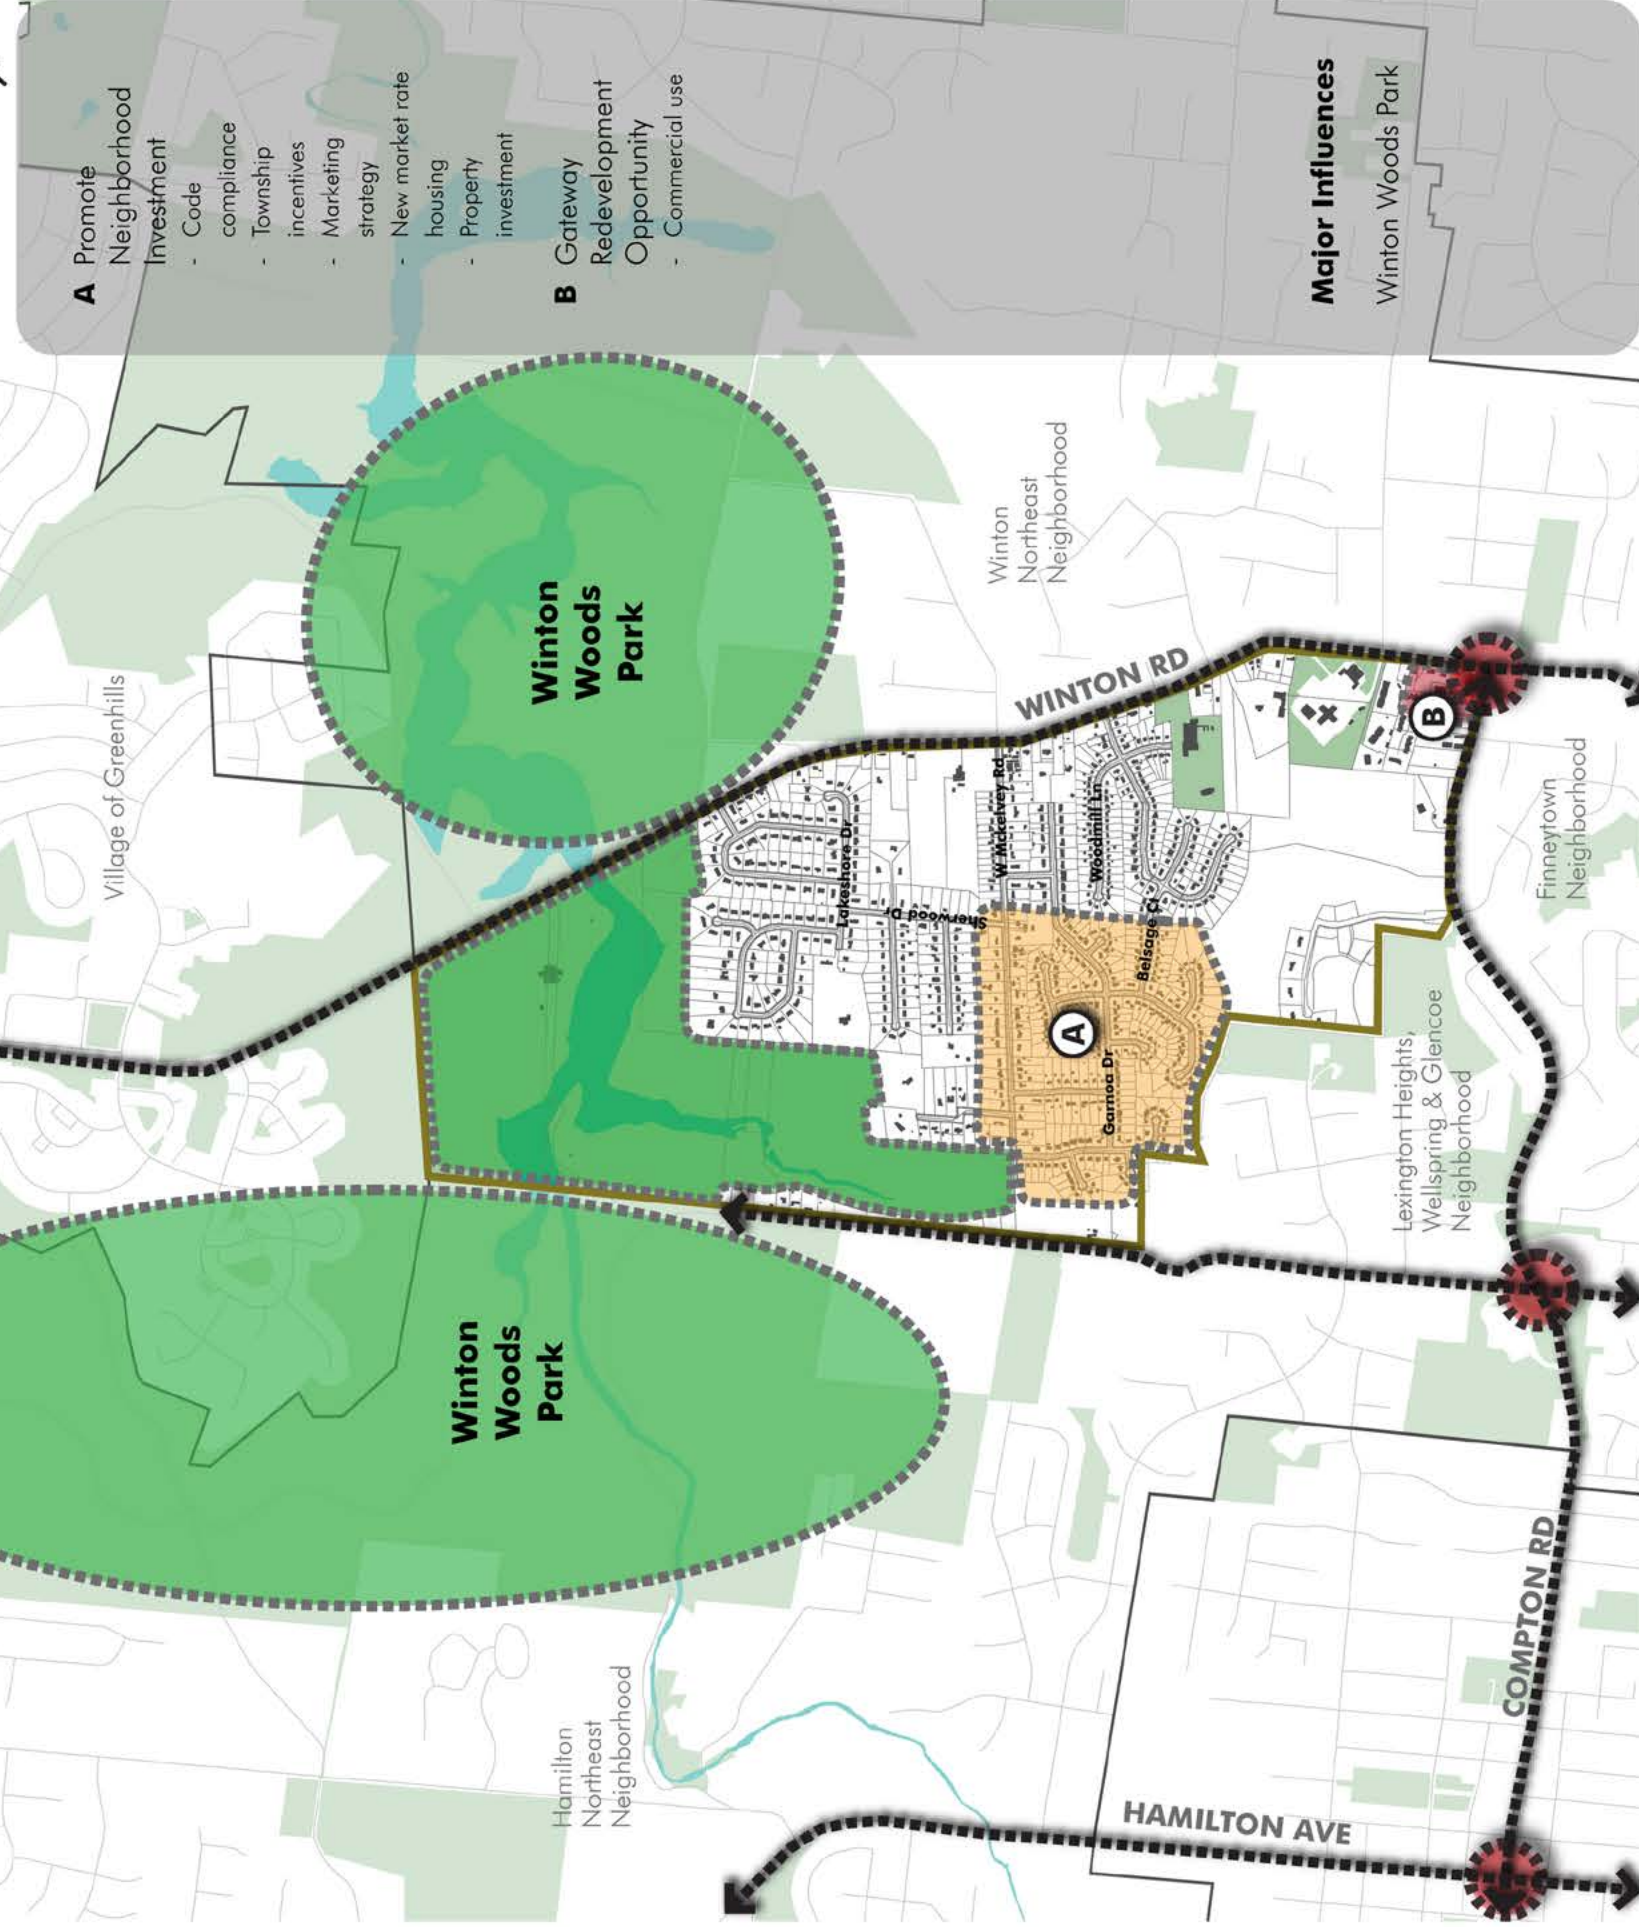 A Promote
Neighborhood
Investment
- Code
compliance
- Township
incentives
- Marketing
strategy
- New market rate
housing
- Property
investment
B Gateway
Redevelopment
Opportunity
- Commercial use
Major Influences
Winton Woods Park
Village of Greenhills
Winton
Woods
Park
Winton
Woods
Park
Winton
Northeast
Neighborhood
WINTON RD
Lakeshore Dr
Sherwood Dr
W Mckelvey Rd
Woodmill Ln
Belsage Ct
Garnoa Dr
A
B
Finneytown
Neighborhood
Lexington Heights,
Wellspring & Glencoe
Neighborhood
Hamilton
Northeast
Neighborhood
HAMILTON AVE
COMPTON RD